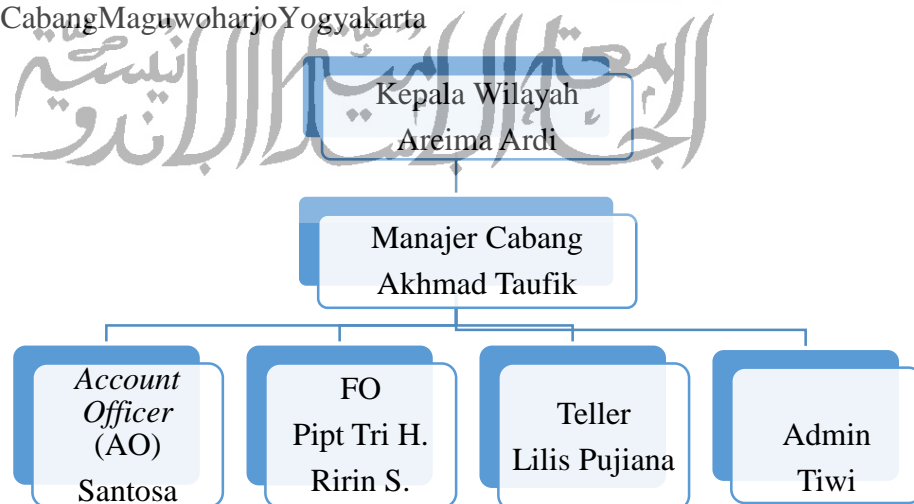 CabangMaguwoharjoYogyakarta
Kepala Wilayah
Areima Ardi
Manajer Cabang
Akhmad Taufik
Account
Officer
(AO)
Santosa
FO
Pipt Tri H.
Ririn S.
Teller
Lilis Pujiana
Admin
Tiwi